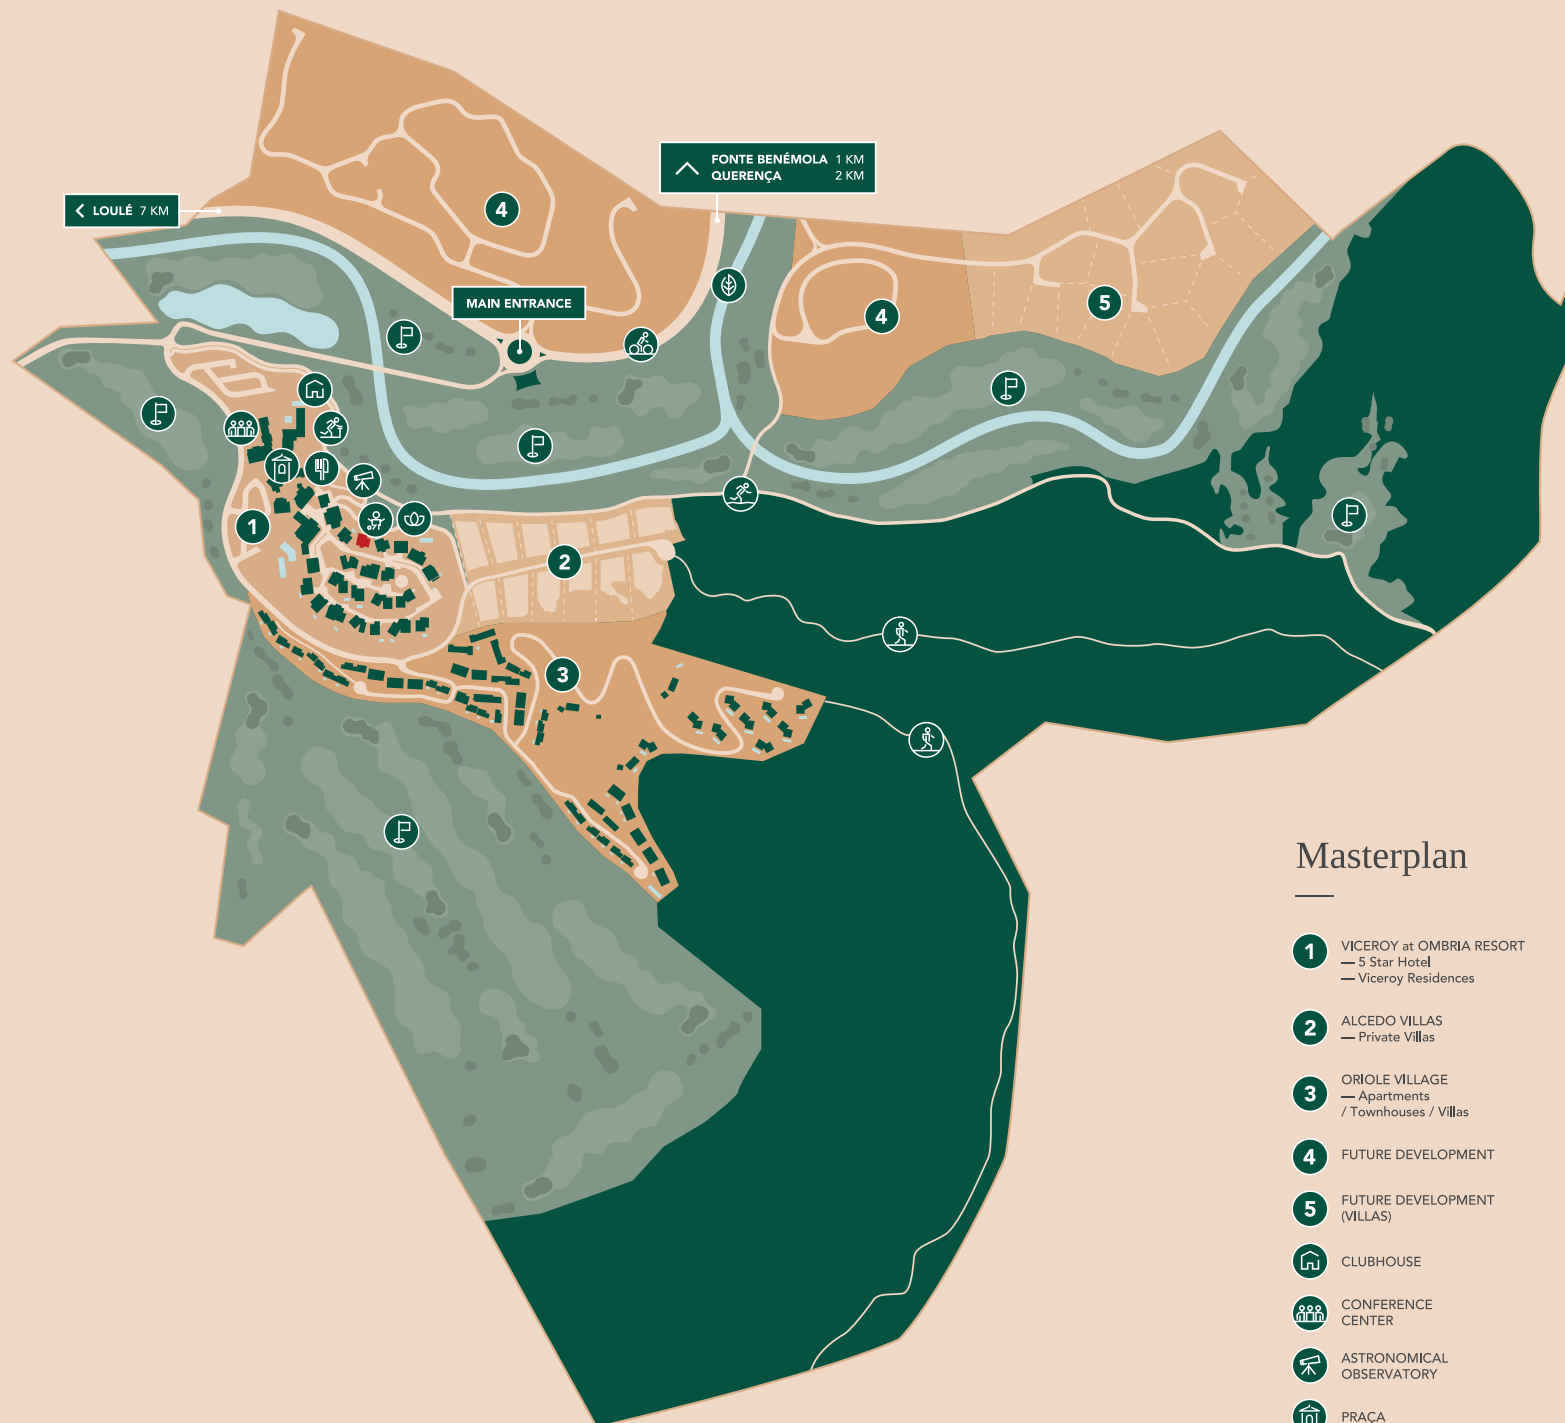 FONTE BENÉMOLA 1 KM
QUERENÇA 2 KM
LOULÉ 7 KM
4
MAIN ENTRANCE
4
5
1
2
3
Masterplan
1 VICEROY at OMBRIA RESORT
— 5 Star Hotel
— Viceroy Residences
2 ALCEDO VILLAS
— Private Villas
3 ORIOLE VILLAGE
— Apartments
/ Townhouses / Villas
4 FUTURE DEVELOPMENT
5 FUTURE DEVELOPMENT
(VILLAS)
CLUBHOUSE
CONFERENCE
CENTER
ASTRONOMICAL
OBSERVATORY
PRAÇA